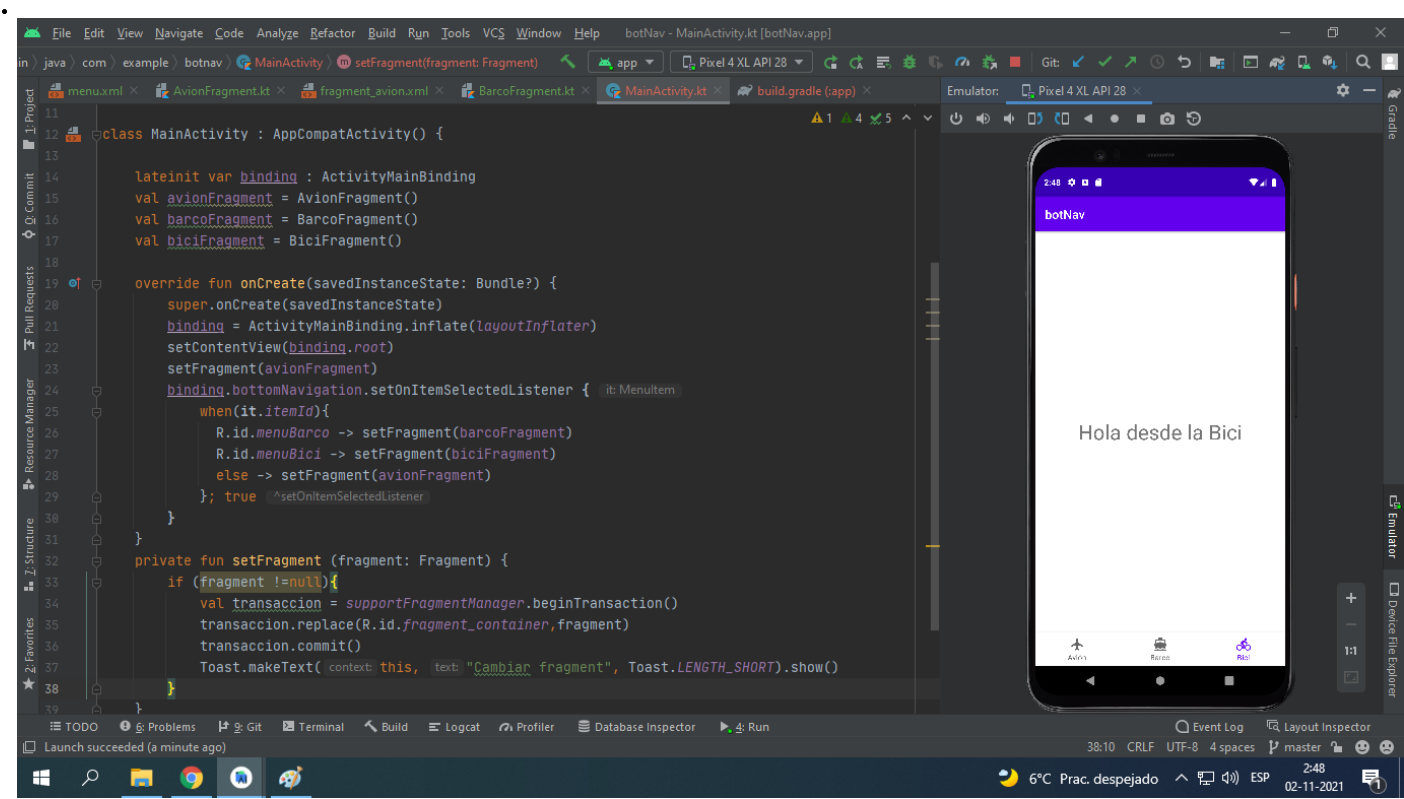 File Edit View Navigate Code Analyze Refactor Build Run Tools VCS Window Help botNav - MainActivity.kt [botNav.app]
in java com example botnav MainActivity setFragment(fragment: Fragment) app Pixel 4 XL API 28 Git:
menu.xml AvionFragment.kt fragment_avion.xml BarcoFragment.kt MainActivity.kt build.gradle (:app) Emulator: Pixel 4 XL API 28
1: Project
0: Commit
Pull Requests
Resource Manager
7: Structure
2: Favorites
1 4 5
11
12 class MainActivity : AppCompatActivity() {
13
14 lateinit var binding : ActivityMainBinding
15 val avionFragment = AvionFragment()
16 val barcoFragment = BarcoFragment()
17 val biciFragment = BiciFragment()
18
19 override fun onCreate(savedInstanceState: Bundle?) {
20 super.onCreate(savedInstanceState)
21 binding = ActivityMainBinding.inflate(layoutInflater)
22 setContentView(binding.root)
23 setFragment(avionFragment)
24 binding.bottomNavigation.setOnItemSelectedListener { it: MenuItem
25 when(it.itemId){
26 R.id.menuBarco -> setFragment(barcoFragment)
27 R.id.menuBici -> setFragment(biciFragment)
28 else -> setFragment(avionFragment)
29 }; true ^setOnItemSelectedListener
30 }
31 }
32 private fun setFragment (fragment: Fragment) {
33 if (fragment !=null){
34 val transaccion = supportFragmentManager.beginTransaction()
35 transaccion.replace(R.id.fragment_container,fragment)
36 transaccion.commit()
37 Toast.makeText( context: this, text: "Cambiar fragment", Toast.LENGTH_SHORT).show()
38 }
39 }
2:48
botNav
Hola desde la Bici
Avion Barco Bici
1:1
Gradle
Emulator
Device File Explorer
TODO 6: Problems 9: Git Terminal Build Logcat Profiler Database Inspector 4: Run Event Log Layout Inspector
Launch succeeded (a minute ago) 38:10 CRLF UTF-8 4 spaces master
6°C Prac. despejado ESP 2:48
02-11-2021
1